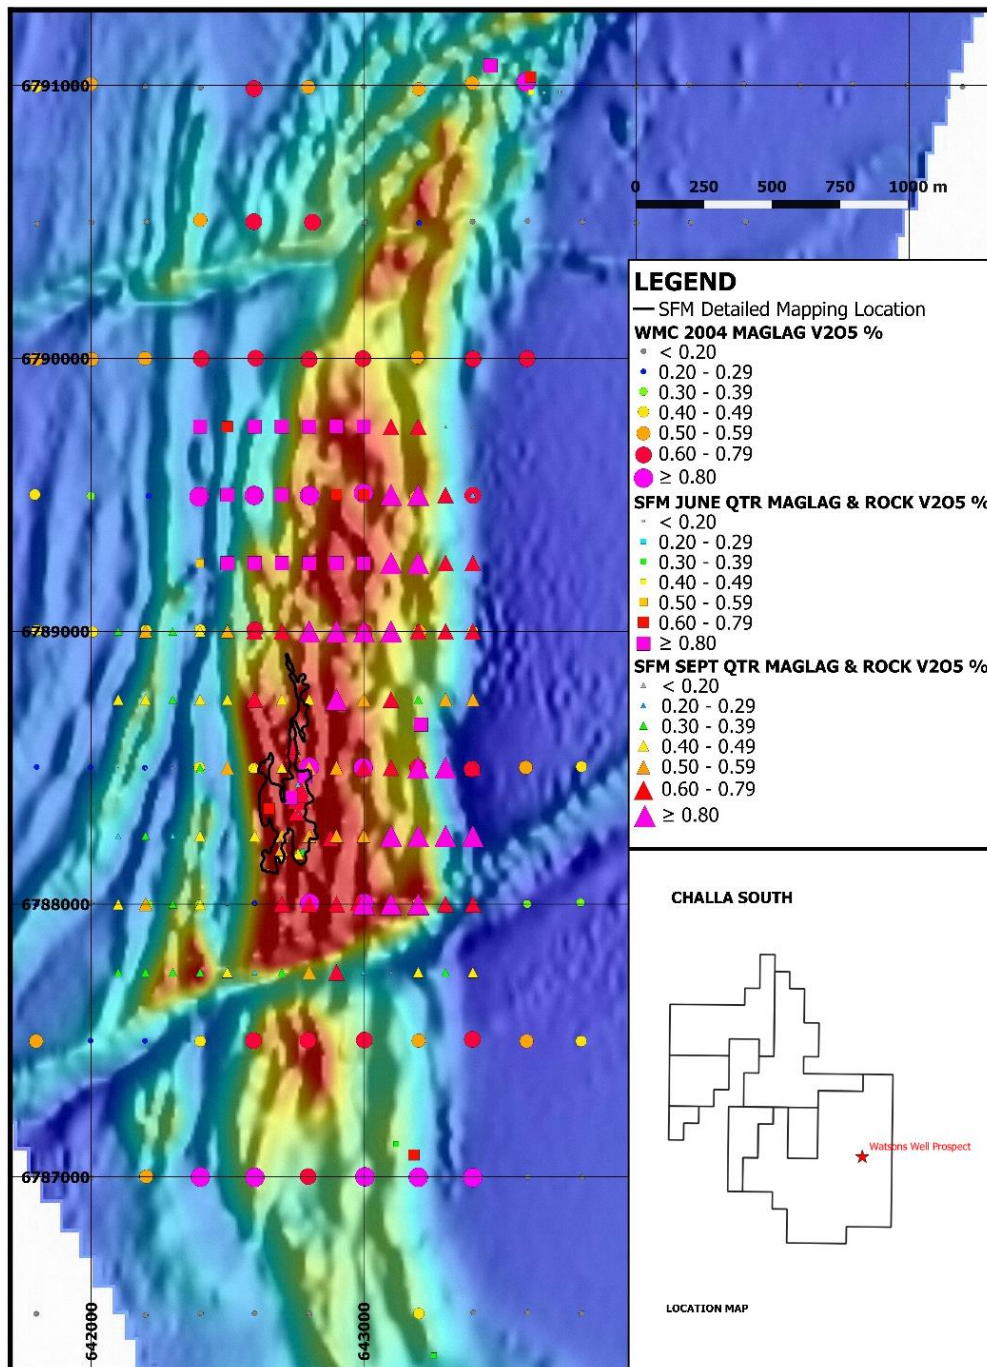 6791000
0 250 500 750 1000 m
LEGEND
SFM Detailed Mapping Location
WMC 2004 MAGLAG V2O5 %
< 0.20
0.20 - 0.29
0.30 - 0.39
0.40 - 0.49
0.50 - 0.59
0.60 - 0.79
≥ 0.80
SFM JUNE QTR MAGLAG & ROCK V2O5 %
< 0.20
0.20 - 0.29
0.30 - 0.39
0.40 - 0.49
0.50 - 0.59
0.60 - 0.79
≥ 0.80
SFM SEPT QTR MAGLAG & ROCK V2O5 %
< 0.20
0.20 - 0.29
0.30 - 0.39
0.40 - 0.49
0.50 - 0.59
0.60 - 0.79
≥ 0.80
6790000
6789000
6788000
6787000
642000
643000
CHALLA SOUTH
Watsons Well Prospect
LOCATION MAP